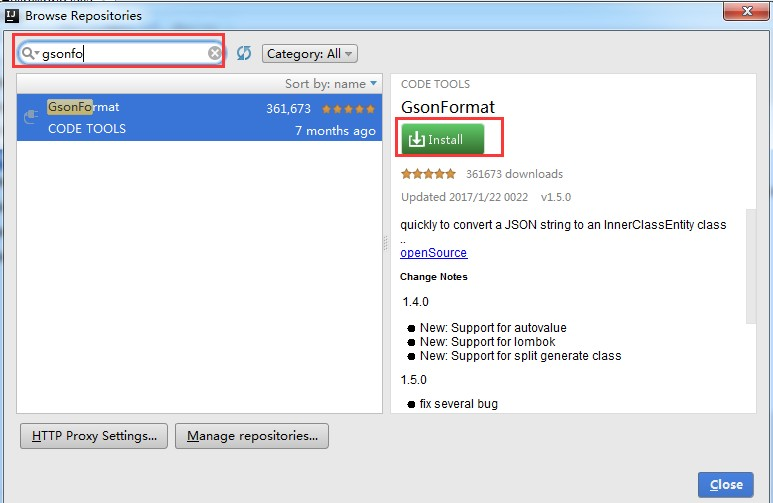 IJ Browse Repositories
gsonfo
Category: All
Sort by: name
GsonFormat 361,673
CODE TOOLS 7 months ago
CODE TOOLS
GsonFormat
Install
361673 downloads
Updated 2017/1/22 0022 v1.5.0
quickly to convert a JSON string to an InnerClassEntity class
..
openSource
Change Notes
1.4.0
New: Support for autovalue
New: Support for lombok
New: Support for split generate class
1.5.0
fix several bug
HTTP Proxy Settings... Manage repositories...
Close